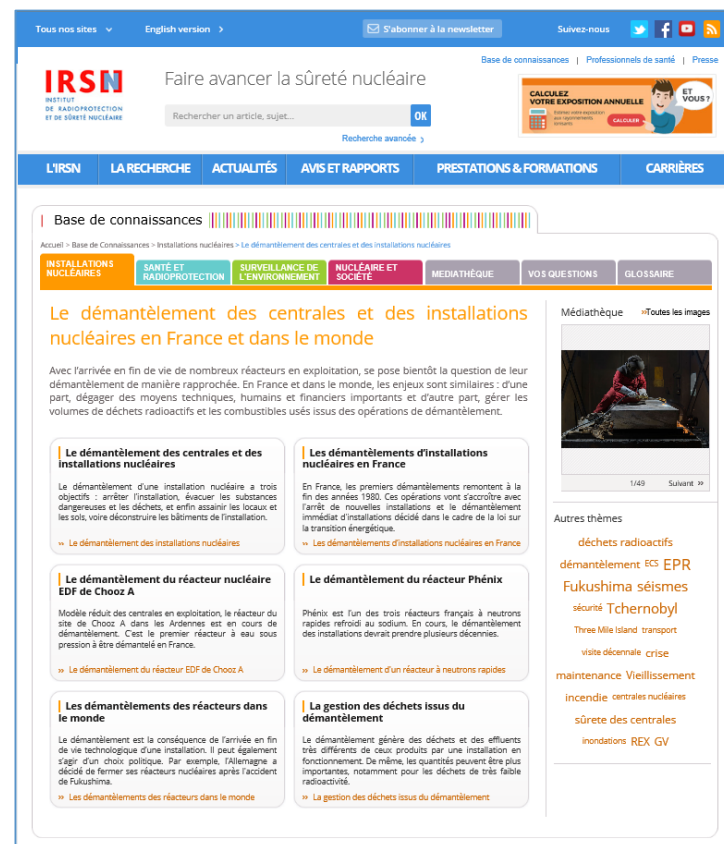 Tous nos sites
English version
S'abonner à la newsletter
Suivez-nous
Base de connaissances | Professionnels de santé | Presse
IRSN
INSTITUT
DE RADIOPROTECTION
ET DE SÛRETÉ NUCLÉAIRE
Faire avancer la sûreté nucléaire
Rechercher un article, sujet...
OK
Recherche avancée
CALCULEZ
VOTRE EXPOSITION ANNUELLE
Estimez votre exposition
aux rayonnements
ionisants
CALCULER
ET
VOUS ?
L'IRSN
LA RECHERCHE
ACTUALITÉS
AVIS ET RAPPORTS
PRESTATIONS & FORMATIONS
CARRIÈRES
Base de connaissances
Accueil > Base de Connaissances > Installations nucléaires > Le démantèlement des centrales et des installations nucléaires
INSTALLATIONS
NUCLÉAIRES
SANTÉ ET
RADIOPROTECTION
SURVEILLANCE DE
L'ENVIRONNEMENT
NUCLÉAIRE ET
SOCIÉTÉ
MEDIATHÈQUE
VOS QUESTIONS
GLOSSAIRE
Le démantèlement des centrales et des installations
nucléaires en France et dans le monde
Avec l'arrivée en fin de vie de nombreux réacteurs en exploitation, se pose bientôt la question de leur
démantèlement de manière rapprochée. En France et dans le monde, les enjeux sont similaires : d'une
part, dégager des moyens techniques, humains et financiers importants et d'autre part, gérer les
volumes de déchets radioactifs et les combustibles usés issus des opérations de démantèlement.
Le démantèlement des centrales et des
installations nucléaires
Le démantèlement d'une installation nucléaire a trois
objectifs : arrêter l'installation, évacuer les substances
dangereuses et les déchets, et enfin assainir les locaux et
les sols, voire déconstruire les bâtiments de l'installation.
» Le démantèlement des installations nucléaires
Les démantèlements d'installations
nucléaires en France
En France, les premiers démantèlements remontent à la
fin des années 1980. Ces opérations vont s'accroître avec
l'arrêt de nouvelles installations et le démantèlement
immédiat d'installations décidé dans le cadre de la loi sur
la transition énergétique.
» Les démantèlements d'installations nucléaires en France
Le démantèlement du réacteur nucléaire
EDF de Chooz A
Modèle réduit des centrales en exploitation, le réacteur du
site de Chooz A dans les Ardennes est en cours de
démantèlement. C'est le premier réacteur à eau sous
pression à être démantelé en France.
» Le démantèlement du réacteur EDF de Chooz A
Le démantèlement du réacteur Phénix
Phénix est l'un des trois réacteurs français à neutrons
rapides refroidi au sodium. En cours, le démantèlement
des installations devrait prendre plusieurs décennies.
» Le démantèlement d'un réacteur à neutrons rapides
Les démantèlements des réacteurs dans
le monde
Le démantèlement est la conséquence de l'arrivée en fin
de vie technologique d'une installation. Il peut également
s'agir d'un choix politique. Par exemple, l'Allemagne a
décidé de fermer ses réacteurs nucléaires après l'accident
de Fukushima.
» Les démantèlements des réacteurs dans le monde
La gestion des déchets issus du
démantèlement
Le démantèlement génère des déchets et des effluents
très différents de ceux produits par une installation en
fonctionnement. De même, les quantités peuvent être plus
importantes, notamment pour les déchets de très faible
radioactivité.
» La gestion des déchets issus du démantèlement
Médiathèque
»Toutes les images
1/49
Suivant »
Autres thèmes
déchets radioactifs
démantèlement ECS EPR
Fukushima séismes
sécurité Tchernobyl
Three Mile Island transport
visite décennale crise
maintenance Vieillissement
incendie centrales nucléaires
sûrete des centrales
inondations REX GV